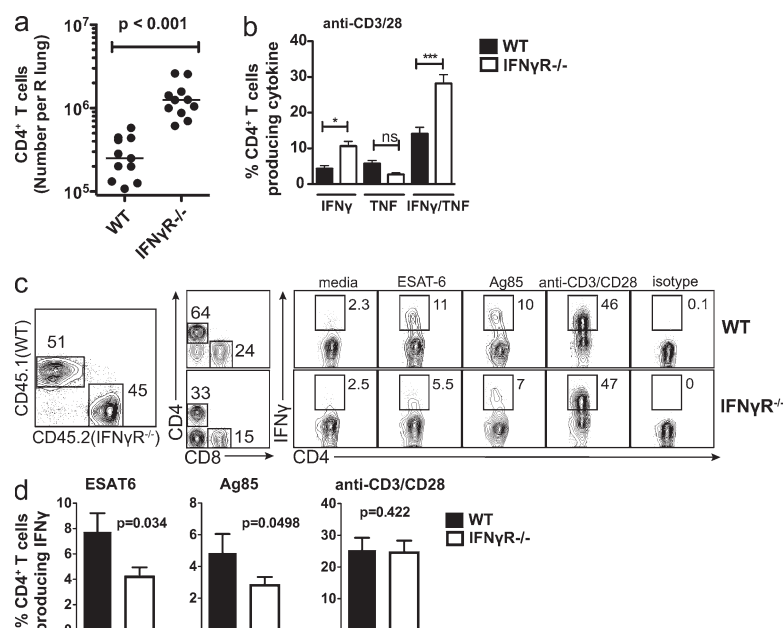 a
p < 0.001
10⁷
10⁶
10⁵
CD4⁺ T cells
(Number per R lung)
WT
IFNγR-/-
b
anti-CD3/28
WT
IFNγR-/-
% CD4⁺ T cells
producing cytokine
40
30
20
10
0
*
ns
***
IFNγ
TNF
IFNγ/TNF
c
CD45.1(WT)
CD45.2(IFNγR⁻/⁻)
51
45
CD4
CD8
64
24
33
15
IFNγ
CD4
media
ESAT-6
Ag85
anti-CD3/CD28
isotype
2.3
11
10
46
0.1
WT
2.5
5.5
7
47
0
IFNγR⁻/⁻
d
% CD4⁺ T cells
producing IFNγ
ESAT6
p=0.034
10
8
6
4
2
Ag85
p=0.0498
8
6
4
2
anti-CD3/CD28
p=0.422
40
30
20
10
WT
IFNγR-/-